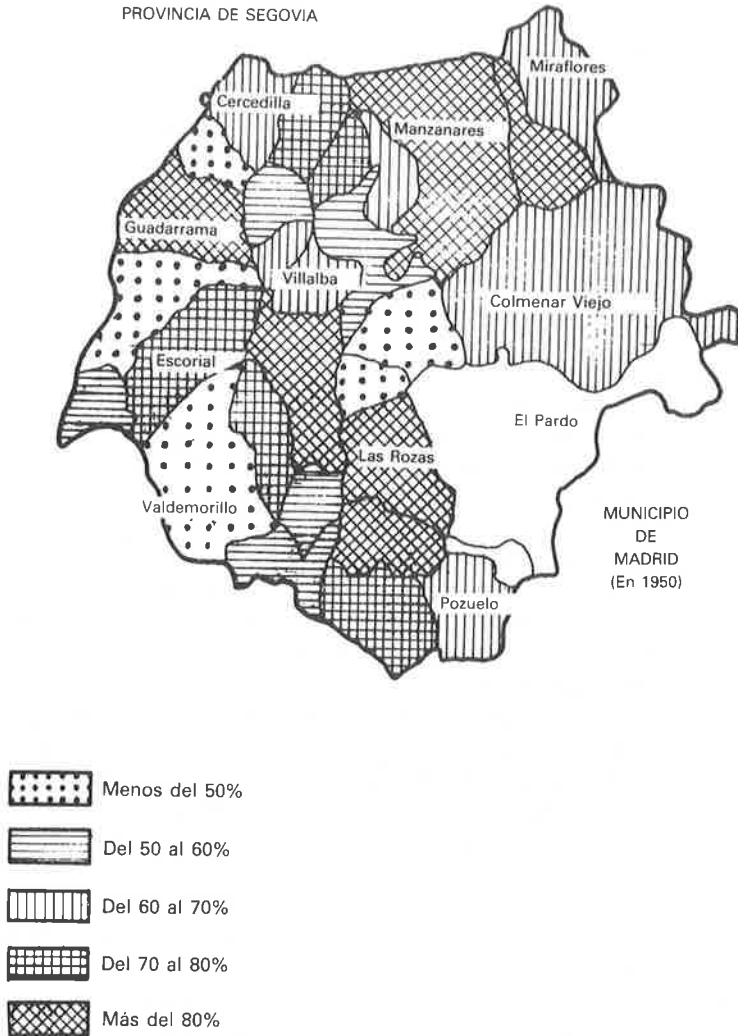 PROVINCIA DE SEGOVIA
Miraflores
Cercedilla
Manzanares
Guadarrama
Villalba
Colmenar Viejo
Escorial
El Pardo
Las Rozas
Valdemorillo
MUNICIPIO
DE
MADRID
(En 1950)
Pozuelo
Menos del 50%
Del 50 al 60%
Del 60 al 70%
Del 70 al 80%
Más del 80%